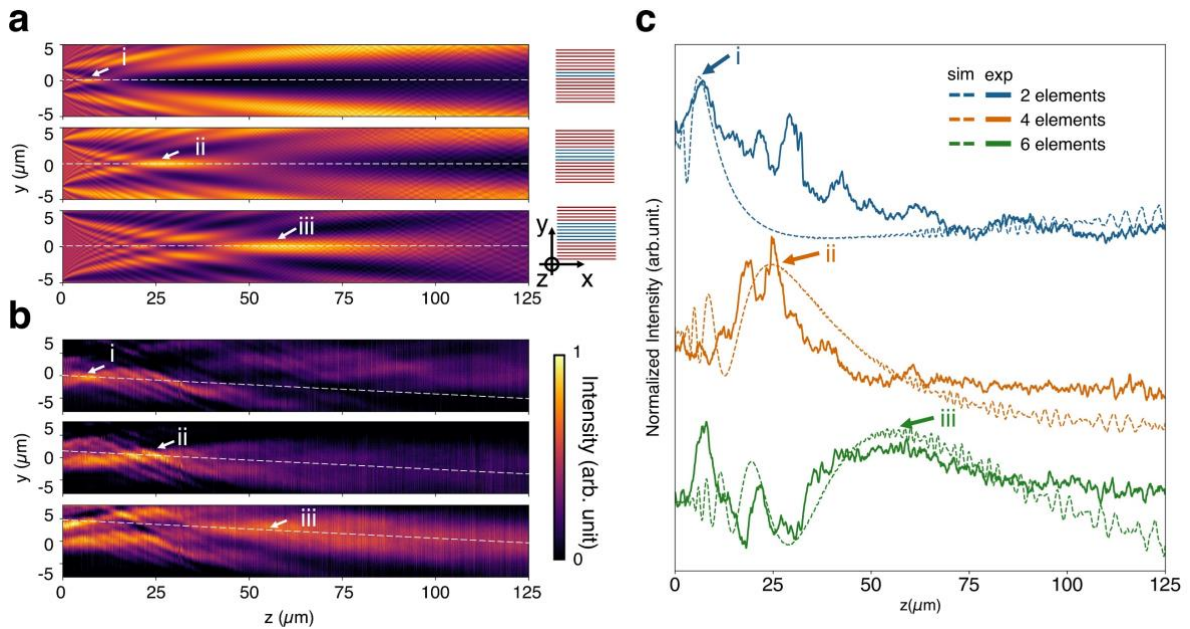 a
5
0
-5
i
5
0
-5
ii
y (μm)
5
0
-5
iii
0 25 50 75 100 125
y
z x
b
5
0
-5
i
5
0
-5
ii
y (μm)
5
0
-5
iii
0 25 50 75 100 125
z (μm)
1
0
Intensity (arb. unit)
c
i
sim exp
2 elements
4 elements
6 elements
ii
iii
Normalized Intensity (arb.unit.)
0 25 50 75 100 125
z(μm)